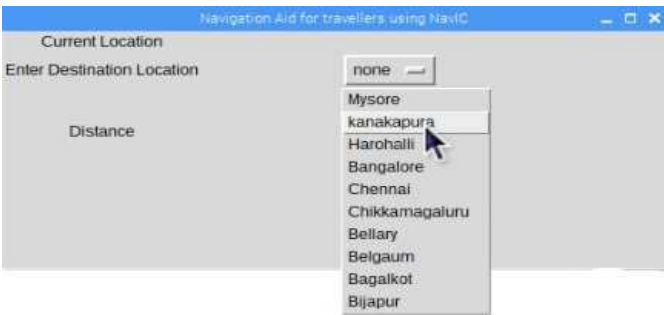 Navigation Aid for travellers using NavIC
Current Location
Enter Destination Location none
Mysore
kanakapura
Distance
Harohalli
Bangalore
Chennai
Chikkamagaluru
Bellary
Belgaum
Bagalkot
Bijapur